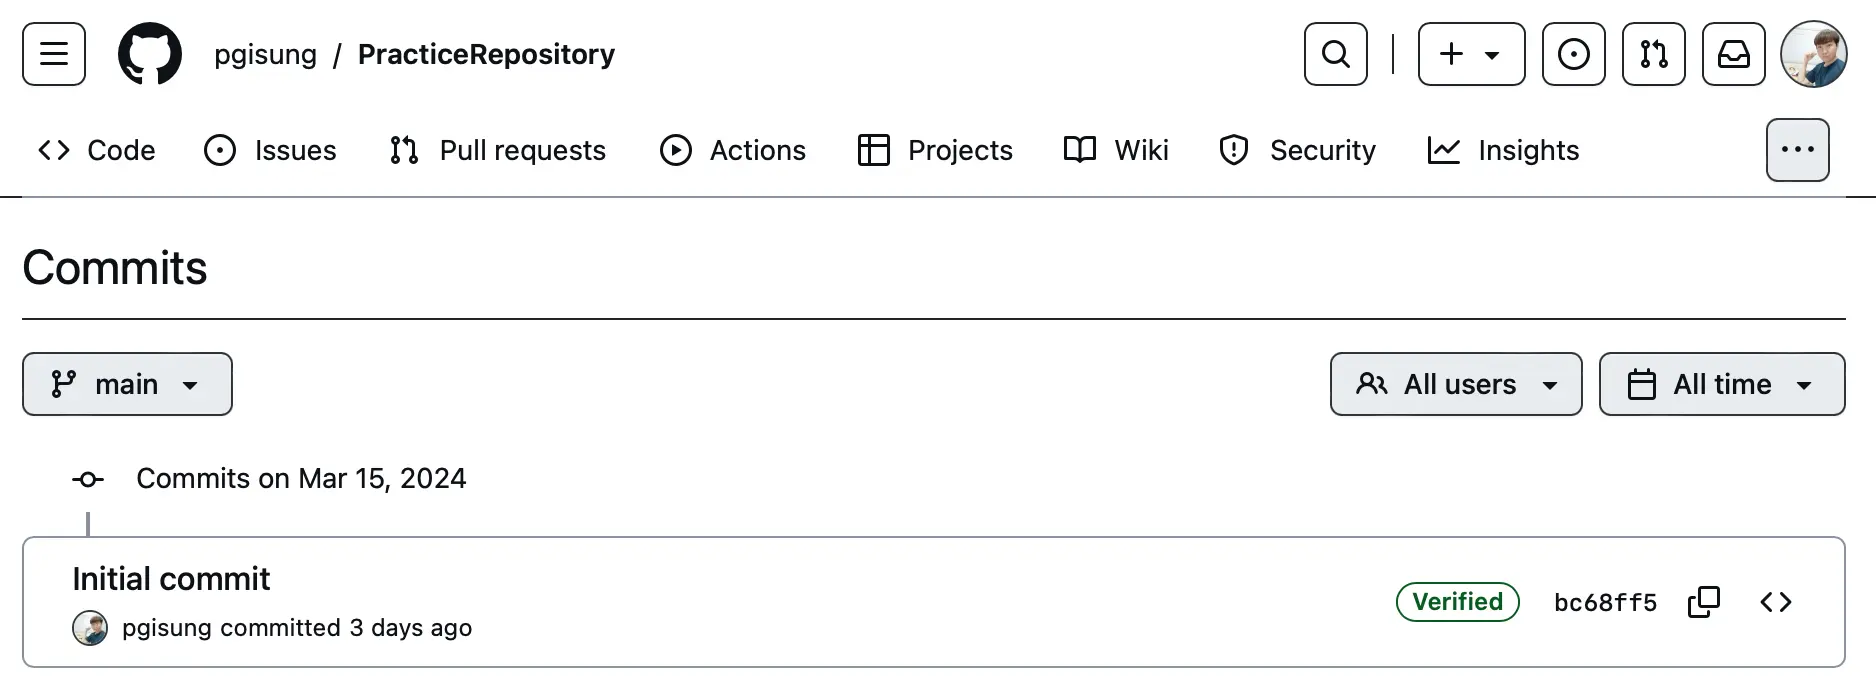 pgisung / PracticeRepository
Code Issues Pull requests Actions Projects Wiki Security Insights
Commits
main All users All time
Commits on Mar 15, 2024
Initial commit
Verified bc68ff5
pgisung committed 3 days ago